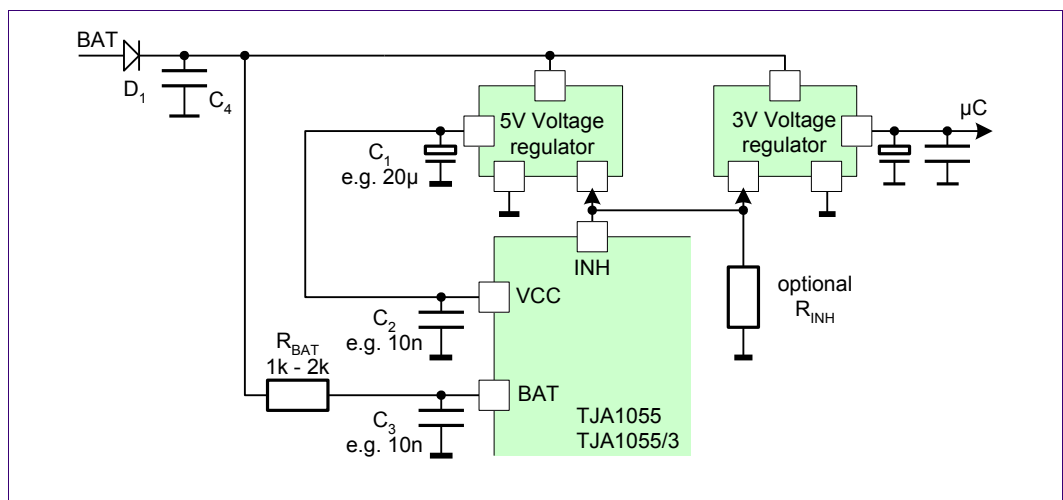 BAT
D1
C4
5V Voltage
regulator
3V Voltage
regulator
µC
C1
e.g. 20µ
INH
optional
RINH
VCC
C2
e.g. 10n
RBAT
1k - 2k
BAT
C3
e.g. 10n
TJA1055
TJA1055/3